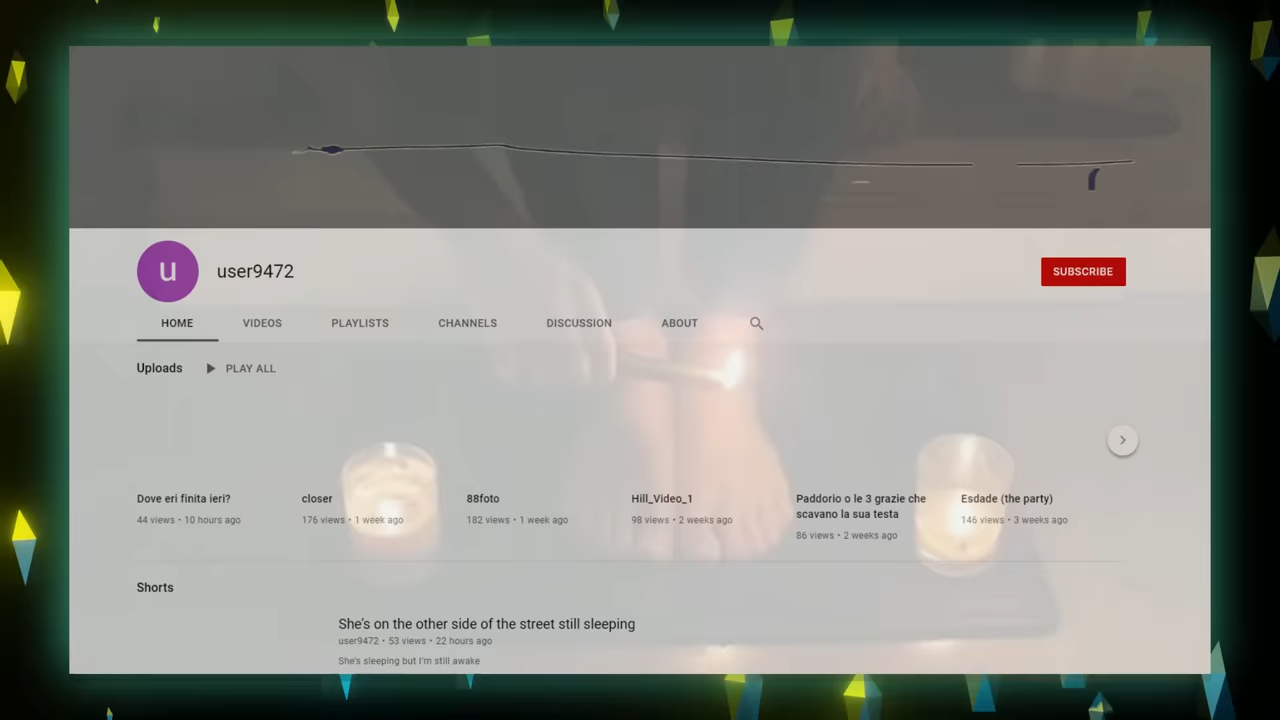 u
user9472
SUBSCRIBE
HOME VIDEOS PLAYLISTS CHANNELS DISCUSSION ABOUT
Uploads PLAY ALL
Dove eri finita ieri?
44 views • 10 hours ago
closer
176 views • 1 week ago
88foto
182 views • 1 week ago
Hill_Video_1
98 views • 2 weeks ago
Paddorio o le 3 grazie che
scavano la sua testa
86 views • 2 weeks ago
Esdade (the party)
146 views • 3 weeks ago
Shorts
She's on the other side of the street still sleeping
user9472 • 53 views • 22 hours ago
She's sleeping but I'm still awake